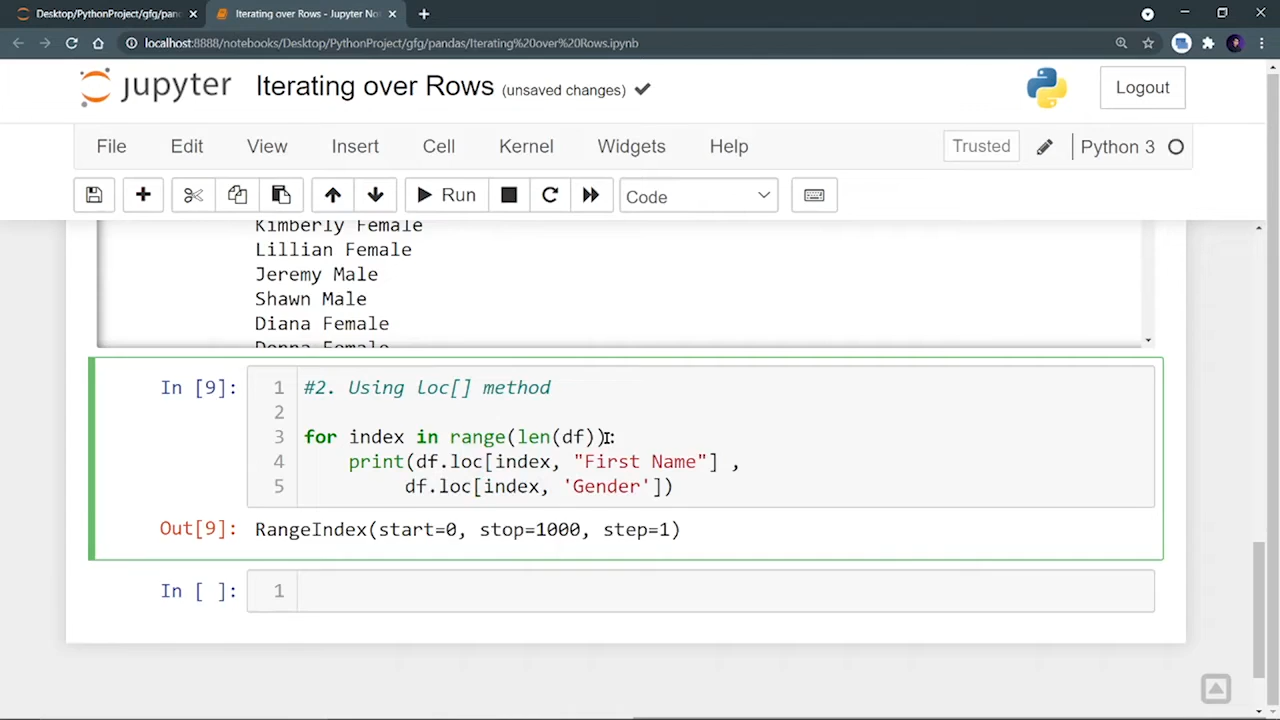 Desktop/PythonProject/gfg/pand
Iterating over Rows - Jupyter No
localhost:8888/notebooks/Desktop/PythonProject/gfg/pandas/Iterating%20over%20Rows.ipynb
jupyter Iterating over Rows (unsaved changes)
Logout
File Edit View Insert Cell Kernel Widgets Help
Trusted
Python 3
Run
Code
Kimberly Female
Lillian Female
Jeremy Male
Shawn Male
Diana Female
Donna Female
In [9]:
1 #2. Using loc[] method
2
3 for index in range(len(df)):
4 print(df.loc[index, "First Name"] ,
5 df.loc[index, 'Gender'])
Out[9]: RangeIndex(start=0, stop=1000, step=1)
In [ ]: 1